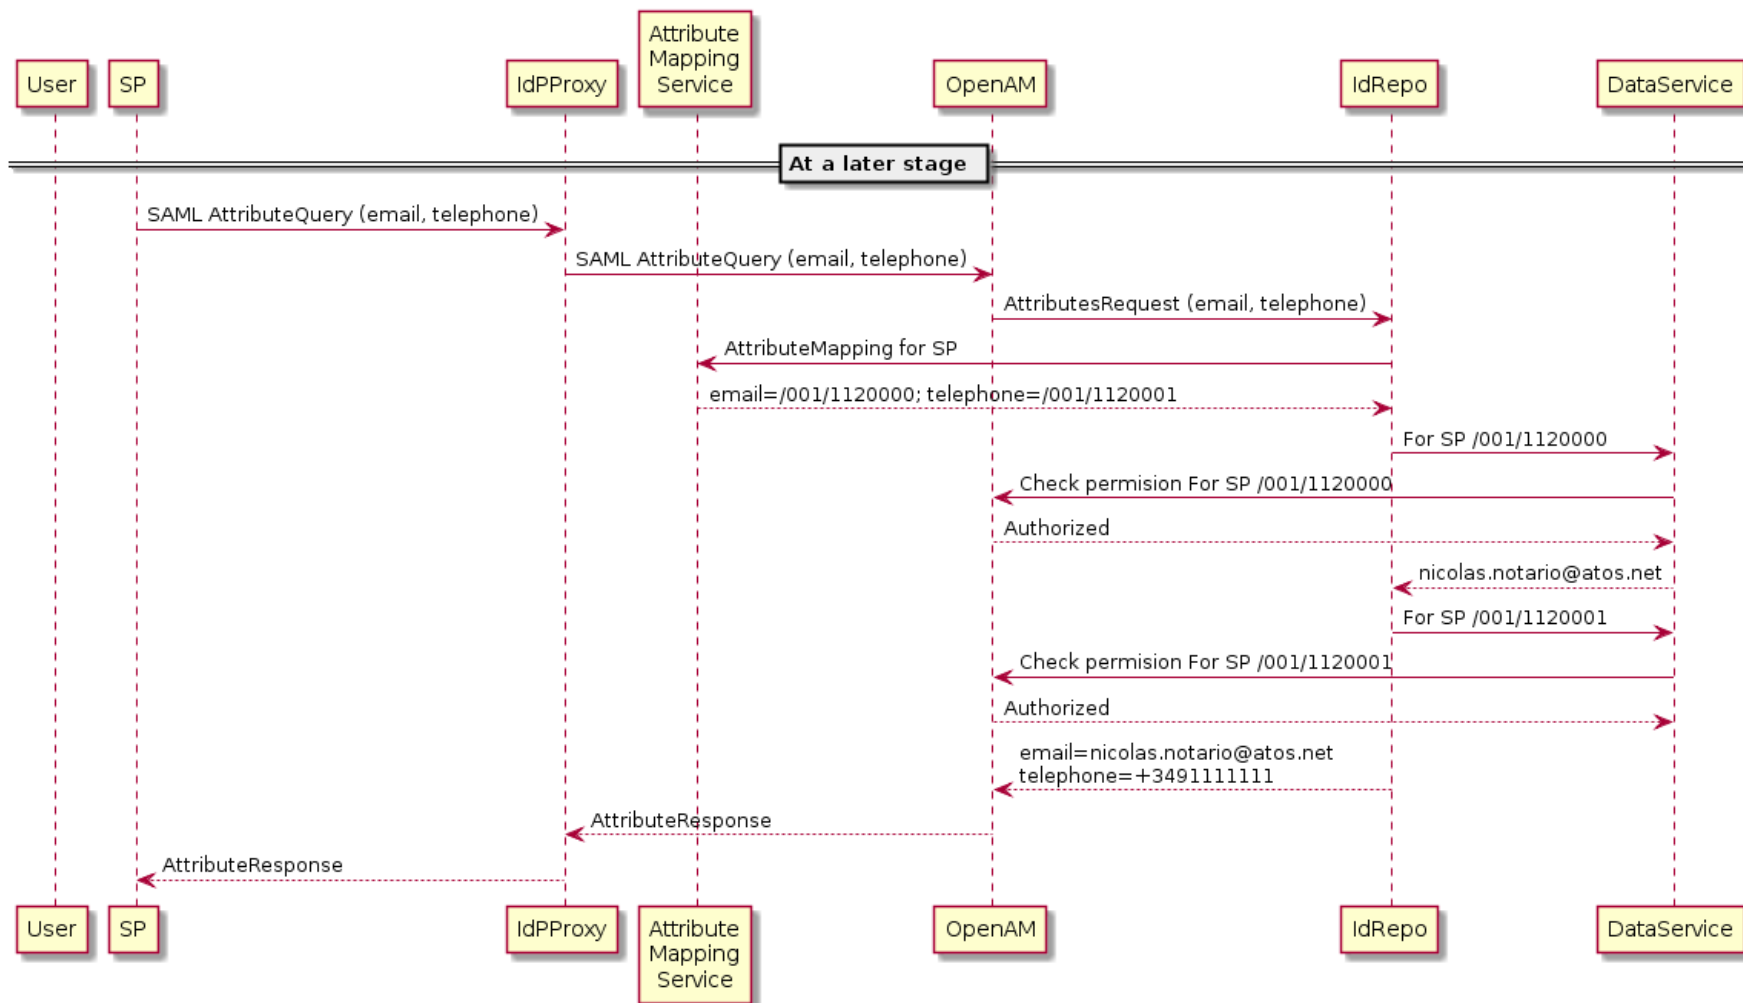 Attribute
Mapping
Service
User
SP
IdPProxy
OpenAM
IdRepo
DataService
At a later stage
SAML AttributeQuery (email, telephone)
SAML AttributeQuery (email, telephone)
AttributesRequest (email, telephone)
AttributeMapping for SP
email=/001/1120000; telephone=/001/1120001
For SP /001/1120000
Check permision For SP /001/1120000
Authorized
nicolas.notario@atos.net
For SP /001/1120001
Check permision For SP /001/1120001
Authorized
email=nicolas.notario@atos.net
telephone=+3491111111
AttributeResponse
AttributeResponse
User
SP
IdPProxy
Attribute
Mapping
Service
OpenAM
IdRepo
DataService